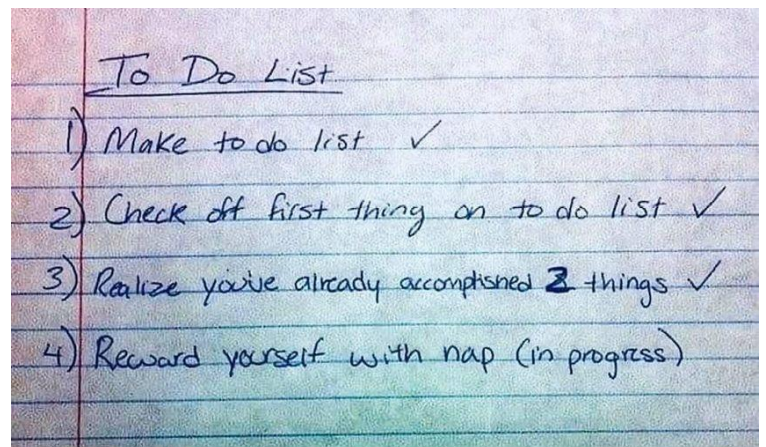 To Do List
1) Make to do list ✓
2) Check off first thing on to do list ✓
3) Realize you've already accomplished 2 things ✓
4) Reward yourself with nap (in progress)